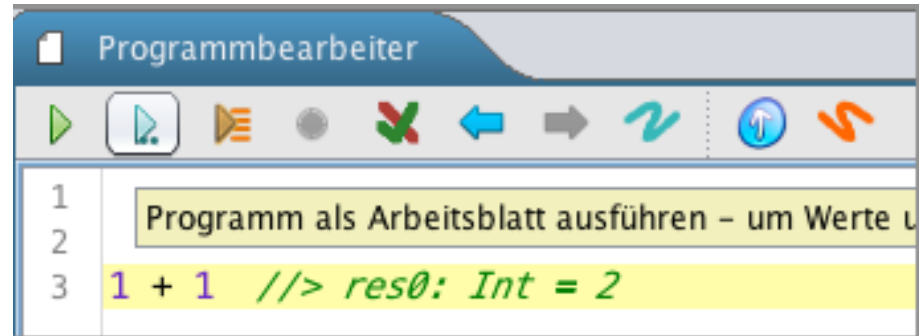 Programmbearbeiter
1
Programm als Arbeitsblatt ausführen – um Werte
2
3 1 + 1 //> res0: Int = 2